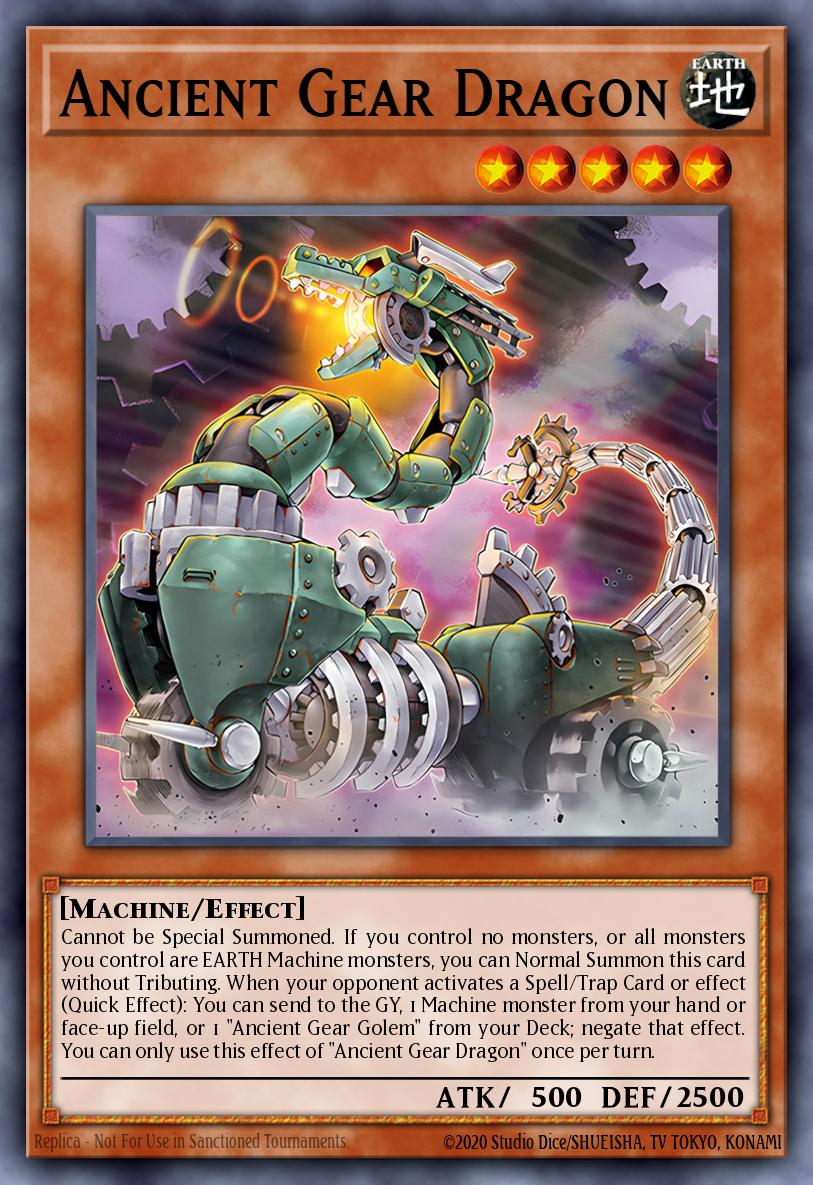 Ancient Gear Dragon
EARTH
地
[Machine/Effect]
Cannot be Special Summoned. If you control no monsters, or all monsters
you control are EARTH Machine monsters, you can Normal Summon this card
without Tributing. When your opponent activates a Spell/Trap Card or effect
(Quick Effect): You can send to the GY, 1 Machine monster from your hand or
face-up field, or 1 "Ancient Gear Golem" from your Deck; negate that effect.
You can only use this effect of "Ancient Gear Dragon" once per turn.
ATK/ 500 DEF/2500
Replica - Not For Use in Sanctioned Tournaments.
©2020 Studio Dice/SHUEISHA, TV TOKYO, KONAMI